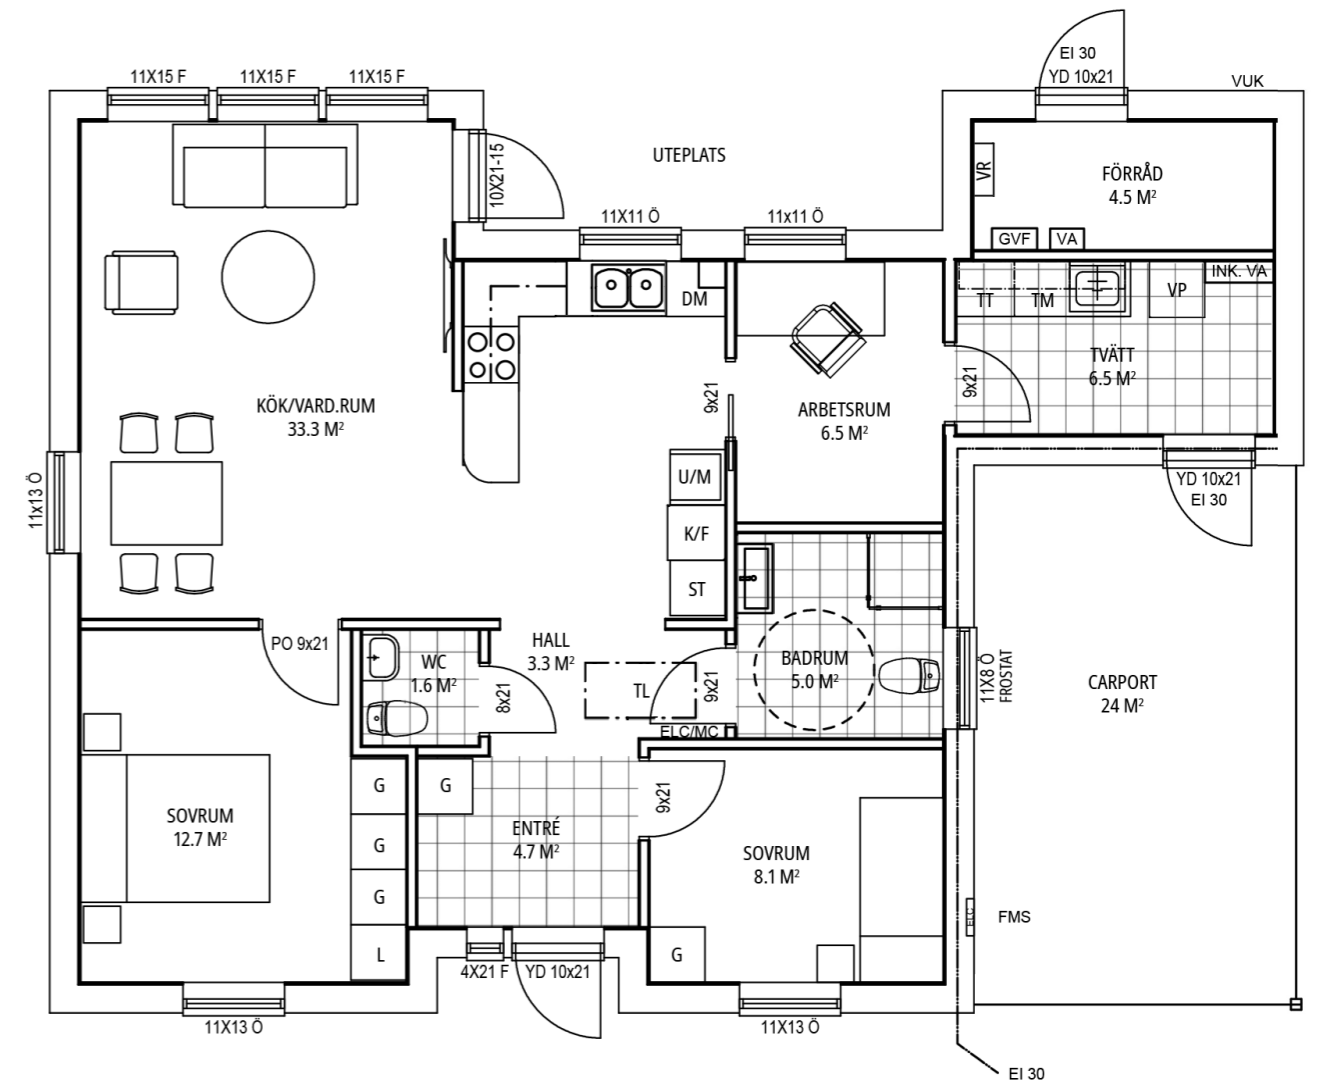 EI 30
YD 10x21
VUK
11X15 F
11X15 F
11X15 F
UTEPLATS
10X21-15
VR
FÖRRÅD
4.5 M²
11X11 Ö
11x11 Ö
GVF
VA
INK. VA
DM
TT
TM
VP
TVÄTT
6.5 M²
9x21
9x21
KÖK/VARD.RUM
33.3 M²
ARBETSRUM
6.5 M²
11x13 Ö
U/M
K/F
ST
YD 10x21
EI 30
PO 9x21
WC
1.6 M²
8x21
HALL
3.3 M²
TL
9x21
ELC/MC
BADRUM
5.0 M²
11X8 Ö
FROSTAT
CARPORT
24 M²
SOVRUM
12.7 M²
G
G
G
L
G
ENTRÉ
4.7 M²
9x21
SOVRUM
8.1 M²
G
ELC
FMS
4X21 F
YD 10x21
11X13 Ö
11X13 Ö
EI 30